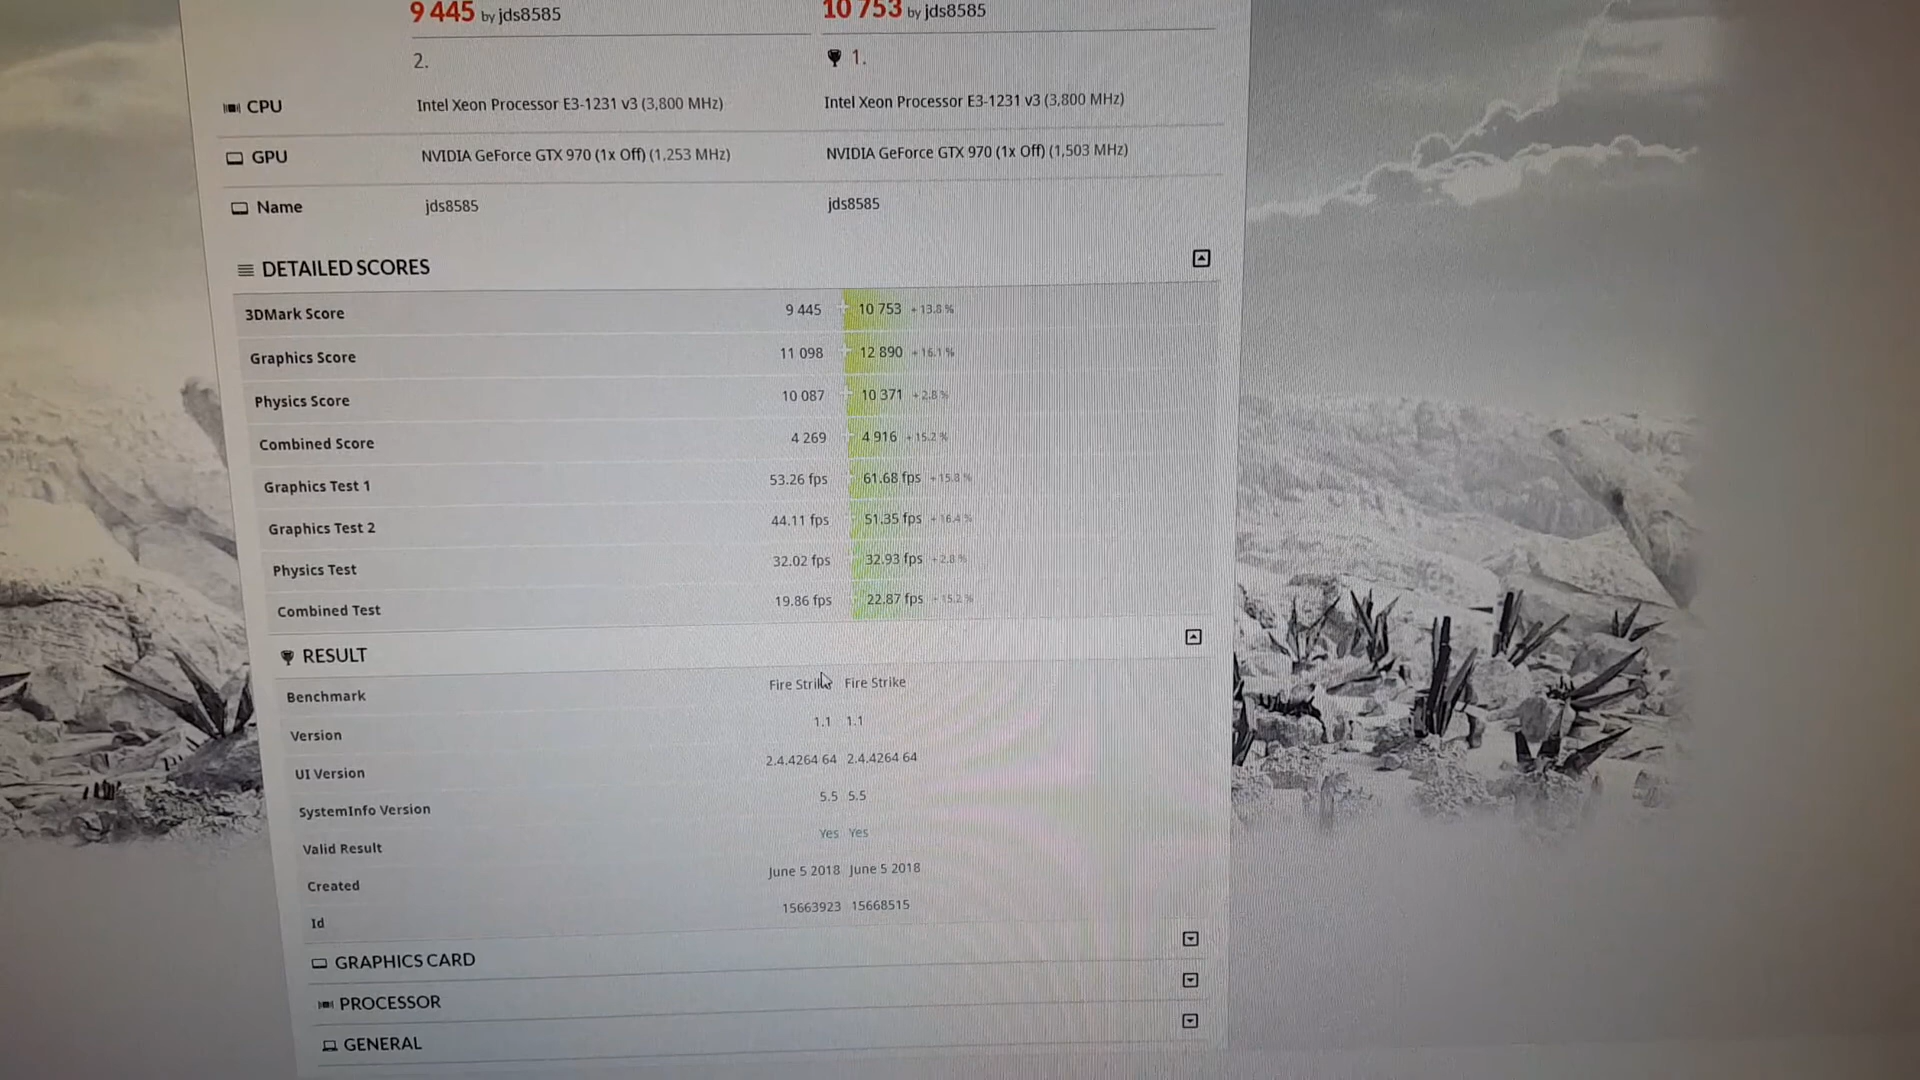 9 445 by jds8585 10 753 by jds8585
2. 1.
CPU Intel Xeon Processor E3-1231 v3 (3,800 MHz) Intel Xeon Processor E3-1231 v3 (3,800 MHz)
GPU NVIDIA GeForce GTX 970 (1x Off) (1,253 MHz) NVIDIA GeForce GTX 970 (1x Off) (1,503 MHz)
Name jds8585 jds8585
DETAILED SCORES
3DMark Score 9 445 10 753 + 13.8 %
Graphics Score 11 098 12 890 + 16.1 %
Physics Score 10 087 10 371 + 2.8 %
Combined Score 4 269 4 916 + 15.2 %
Graphics Test 1 53.26 fps 61.68 fps + 15.8 %
Graphics Test 2 44.11 fps 51.35 fps + 16.4 %
Physics Test 32.02 fps 32.93 fps + 2.8 %
Combined Test 19.86 fps 22.87 fps + 15.2 %
RESULT
Benchmark Fire Strike Fire Strike
Version 1.1 1.1
UI Version 2.4.4264 64 2.4.4264 64
SystemInfo Version 5.5 5.5
Valid Result Yes Yes
Created June 5 2018 June 5 2018
Id 15663923 15668515
GRAPHICS CARD
PROCESSOR
GENERAL